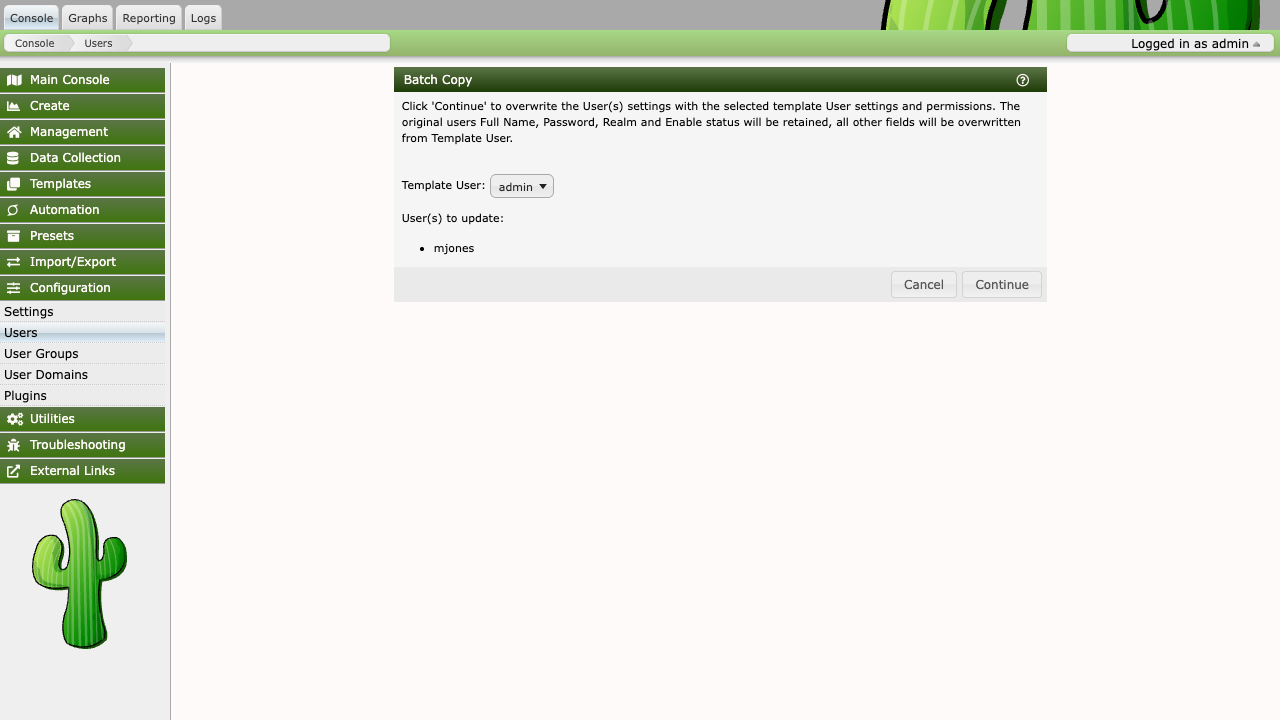 Console
Graphs
Reporting
Logs
Console
Users
Logged in as admin
Main Console
Create
Management
Data Collection
Templates
Automation
Presets
Import/Export
Configuration
Settings
Users
User Groups
User Domains
Plugins
Utilities
Troubleshooting
External Links
Batch Copy
Click 'Continue' to overwrite the User(s) settings with the selected template User settings and permissions. The
original users Full Name, Password, Realm and Enable status will be retained, all other fields will be overwritten
from Template User.
Template User: admin
User(s) to update:
• mjones
Cancel
Continue